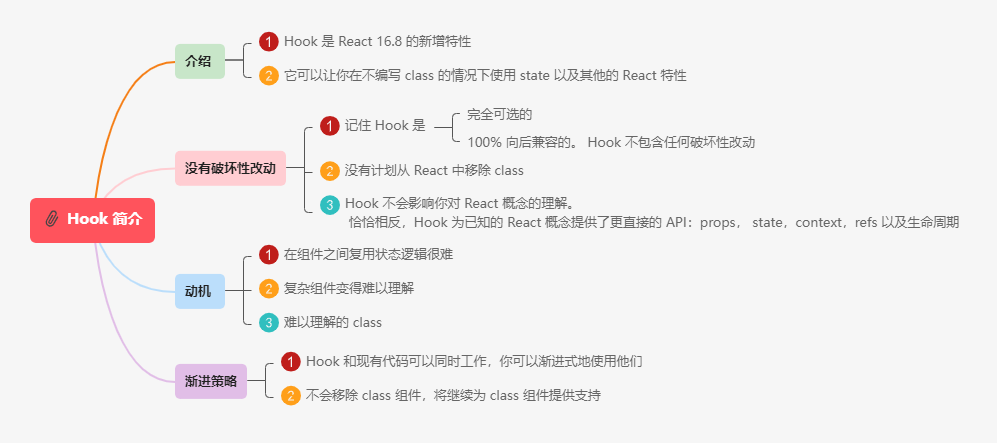 Hook 简介
介绍
1 Hook 是 React 16.8 的新增特性
2 它可以让你在不编写 class 的情况下使用 state 以及其他的 React 特性
没有破坏性改动
1 记住 Hook 是
完全可选的
100% 向后兼容的。 Hook 不包含任何破坏性改动
2 没有计划从 React 中移除 class
3 Hook 不会影响你对 React 概念的理解。
恰恰相反，Hook 为已知的 React 概念提供了更直接的 API：props， state，context，refs 以及生命周期
动机
1 在组件之间复用状态逻辑很难
2 复杂组件变得难以理解
3 难以理解的 class
渐进策略
1 Hook 和现有代码可以同时工作，你可以渐进式地使用他们
2 不会移除 class 组件，将继续为 class 组件提供支持